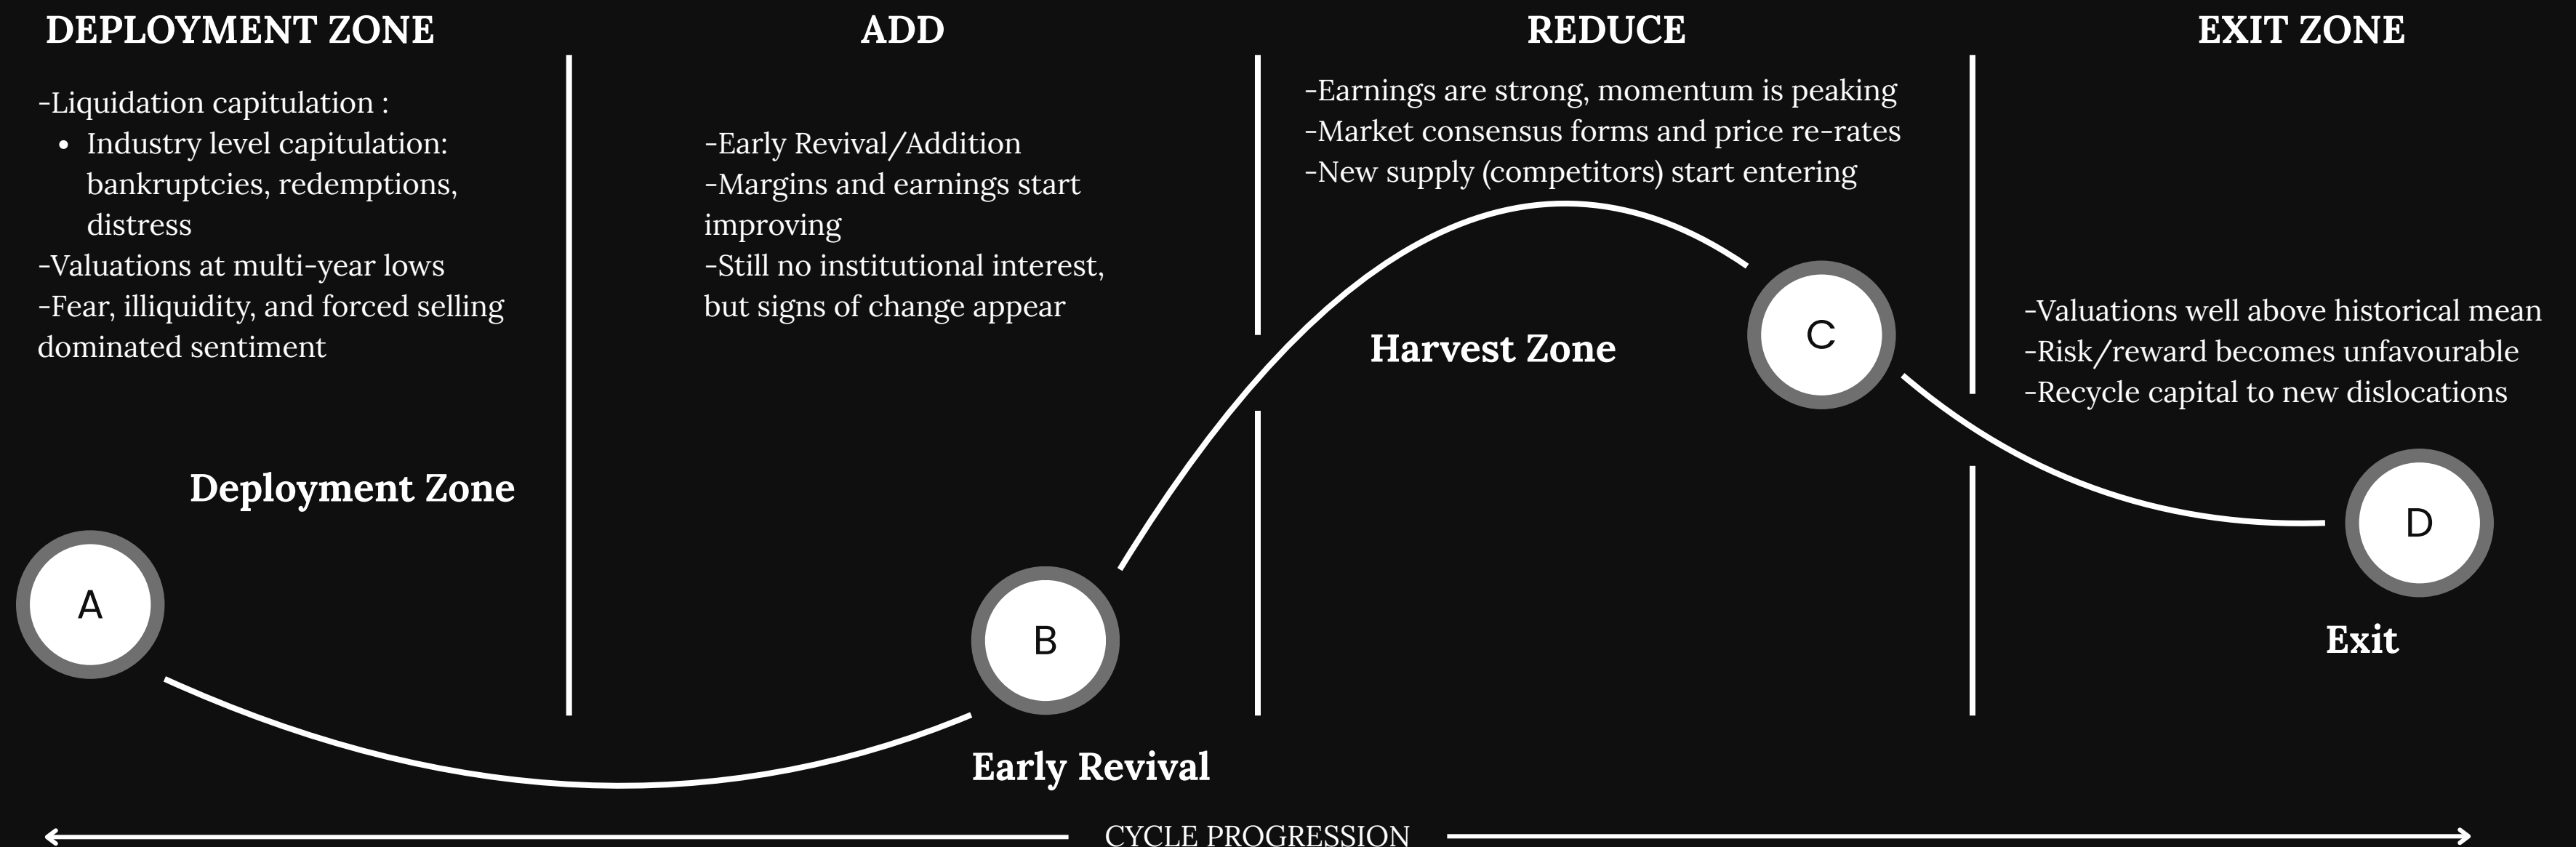 DEPLOYMENT ZONE
-Liquidation capitulation :
• Industry level capitulation:
bankruptcies, redemptions,
distress
-Valuations at multi-year lows
-Fear, illiquidity, and forced selling
dominated sentiment
Deployment Zone
A
ADD
-Early Revival/Addition
-Margins and earnings start
improving
-Still no institutional interest,
but signs of change appear
B
Early Revival
REDUCE
-Earnings are strong, momentum is peaking
-Market consensus forms and price re-rates
-New supply (competitors) start entering
Harvest Zone
C
EXIT ZONE
-Valuations well above historical mean
-Risk/reward becomes unfavourable
-Recycle capital to new dislocations
D
Exit
CYCLE PROGRESSION